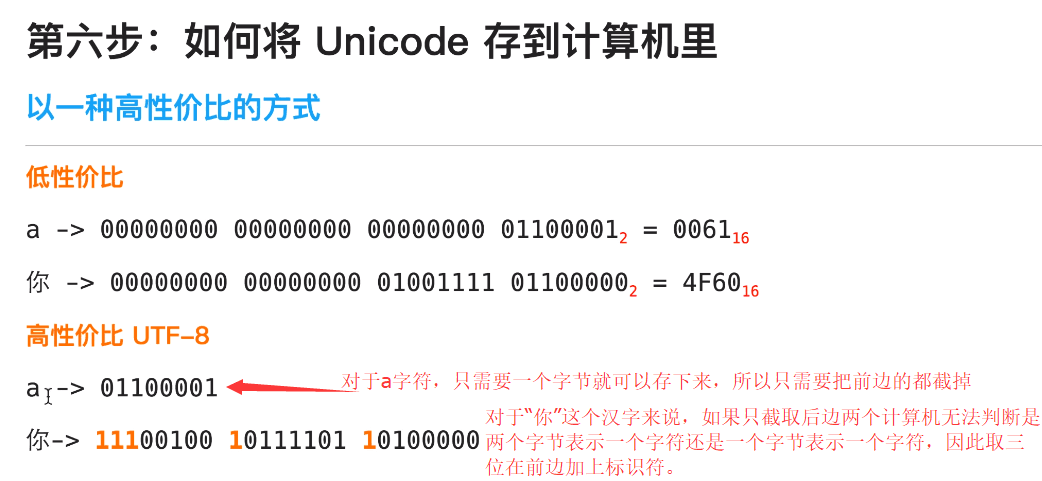 第六步：如何将 Unicode 存到计算机里
以一种高性价比的方式
低性价比
a -> 00000000 00000000 00000000 01100001₂ = 0061₁₆
你 -> 00000000 00000000 01001111 01100000₂ = 4F60₁₆
高性价比 UTF-8
a -> 01100001
对于a字符，只需要一个字节就可以存下来，所以只需要把前边的都截掉
你-> 11100100 10111101 10100000
对于“你”这个汉字来说，如果只截取后边两个计算机无法判断是
两个字节表示一个字符还是一个字节表示一个字符，因此取三
位在前边加上标识符。